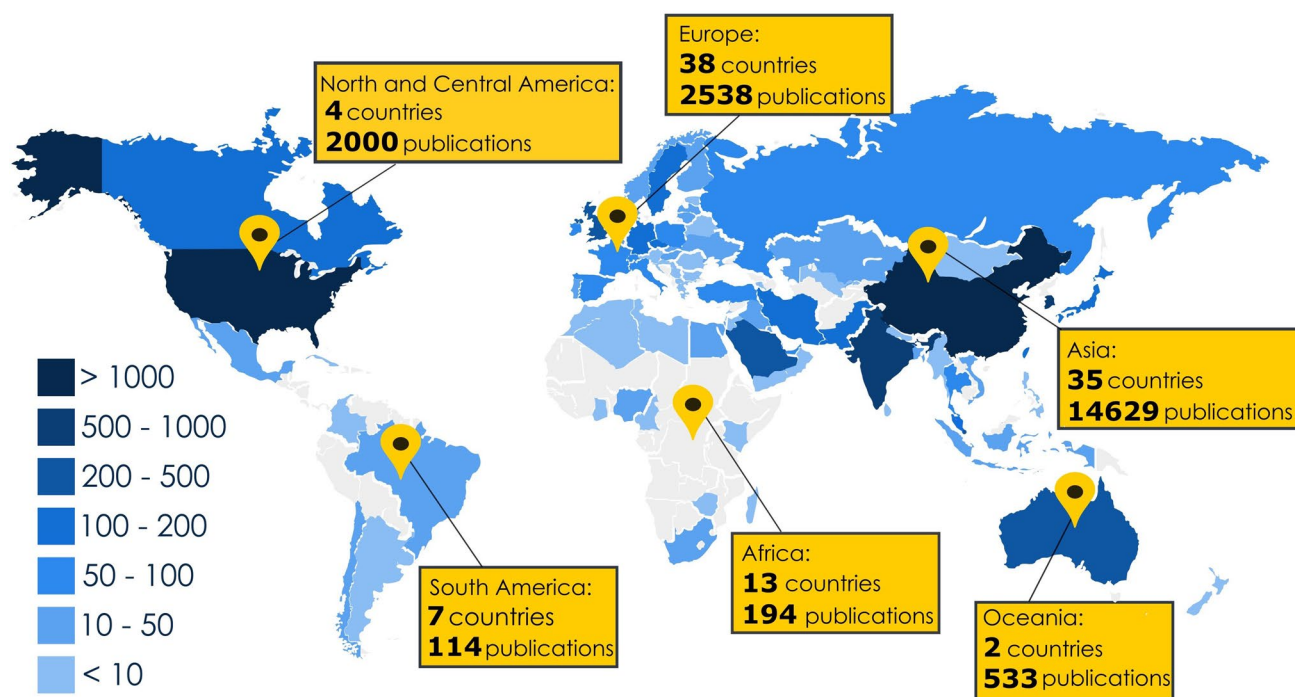 Europe:
38 countries
2538 publications
North and Central America:
4 countries
2000 publications
Asia:
35 countries
14629 publications
> 1000
500 - 1000
200 - 500
100 - 200
50 - 100
10 - 50
< 10
South America:
7 countries
114 publications
Africa:
13 countries
194 publications
Oceania:
2 countries
533 publications